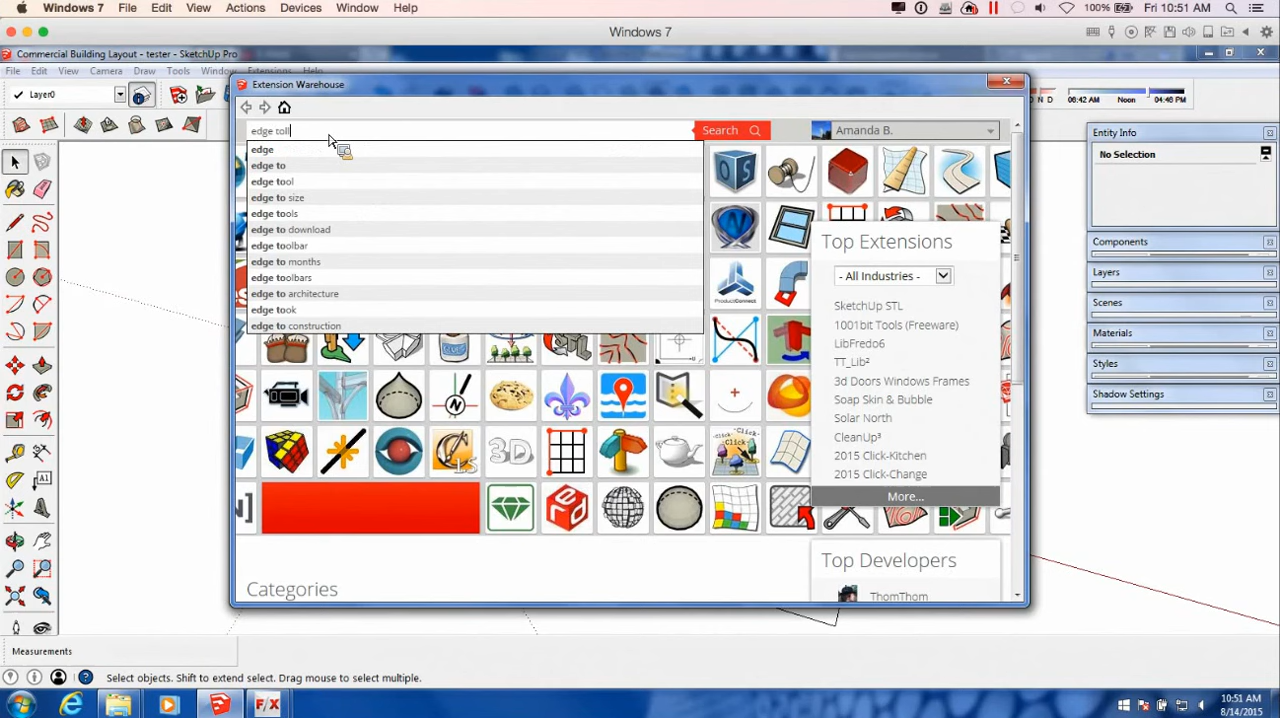 Windows 7 File Edit View Actions Devices Window Help 100% Fri 10:51 AM
Windows 7
Commercial Building Layout - tester - SketchUp Pro
File Edit View Camera Draw Tools Window Extensions Help
Extension Warehouse
Layer0
06:42 AM Noon 04:46 PM
edge toll
Search
Amanda B.
edge
edge to
edge tool
edge to size
edge tools
edge to download
edge toolbar
edge to months
edge toolbars
edge to architecture
edge took
edge to construction
Top Extensions
- All Industries -
SketchUp STL
1001bit Tools (Freeware)
LibFredo6
TT_Lib²
3d Doors Windows Frames
Soap Skin & Bubble
Solar North
CleanUp³
2015 Click-Kitchen
2015 Click-Change
More...
Top Developers
ThomThom
Categories
Entity Info
No Selection
Components
Layers
Scenes
Materials
Styles
Shadow Settings
Measurements
Select objects. Shift to extend select. Drag mouse to select multiple.
F/X
10:51 AM
8/14/2015